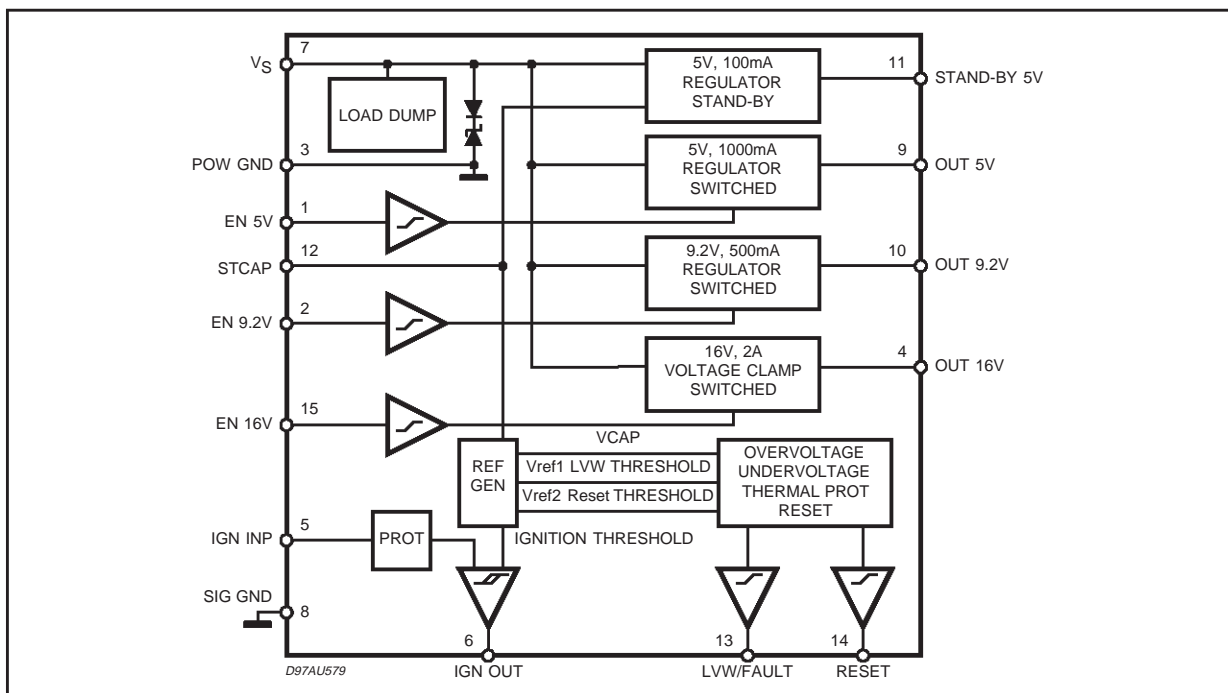 7
VS
LOAD DUMP
5V, 100mA
REGULATOR
STAND-BY
11
STAND-BY 5V
3
POW GND
5V, 1000mA
REGULATOR
SWITCHED
9
OUT 5V
1
EN 5V
12
STCAP
9.2V, 500mA
REGULATOR
SWITCHED
10
OUT 9.2V
2
EN 9.2V
16V, 2A
VOLTAGE CLAMP
SWITCHED
4
OUT 16V
15
EN 16V
REF
GEN
VCAP
Vref1 LVW THRESHOLD
Vref2 Reset THRESHOLD
OVERVOLTAGE
UNDERVOLTAGE
THERMAL PROT
RESET
5
IGN INP
PROT
IGNITION THRESHOLD
SIG GND
8
6
13
14
D97AU579
IGN OUT
LVW/FAULT
RESET